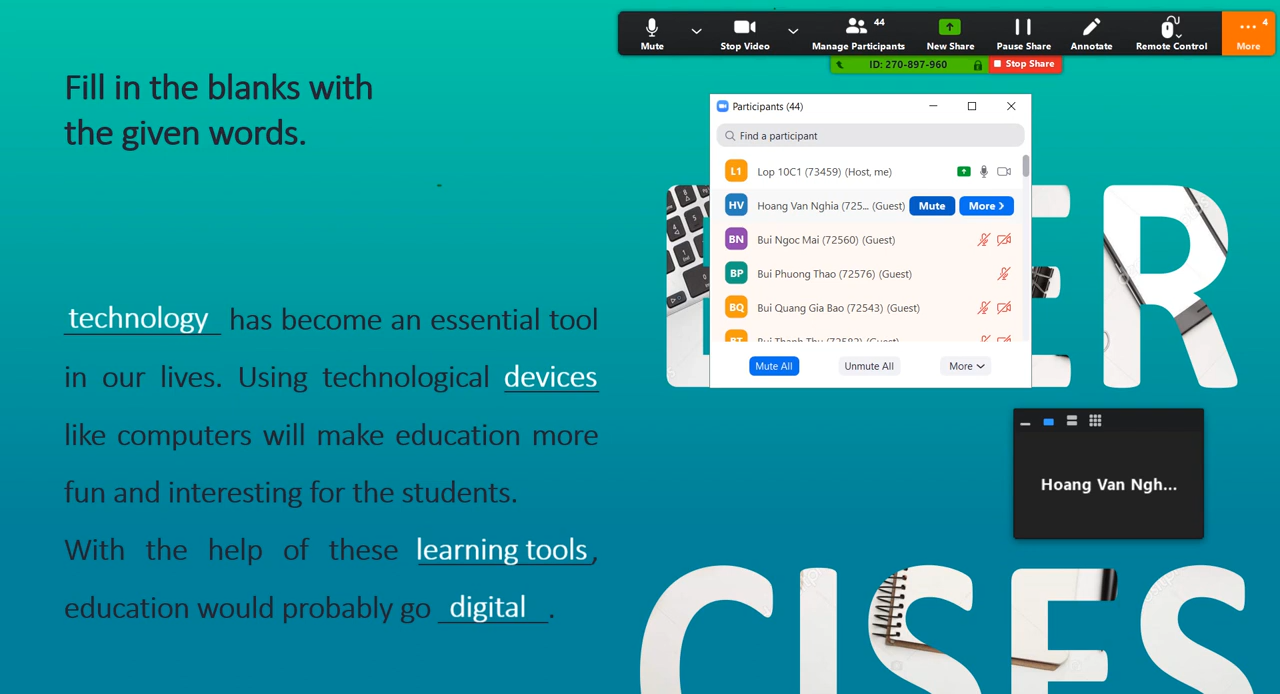 Mute
Stop Video
44
Manage Participants
New Share
Pause Share
Annotate
Remote Control
4
More
ID: 270-897-960
Stop Share
Fill in the blanks with
the given words.
Participants (44)
Find a participant
L1 Lop 10C1 (73459) (Host, me)
HV Hoang Van Nghia (725... (Guest) Mute More
BN Bui Ngoc Mai (72560) (Guest)
BP Bui Phuong Thao (72576) (Guest)
BQ Bui Quang Gia Bao (72543) (Guest)
Mute All Unmute All More
ER
technology has become an essential tool
in our lives. Using technological devices
like computers will make education more
fun and interesting for the students.
With the help of these learning tools,
education would probably go digital.
Hoang Van Ngh...
CISES